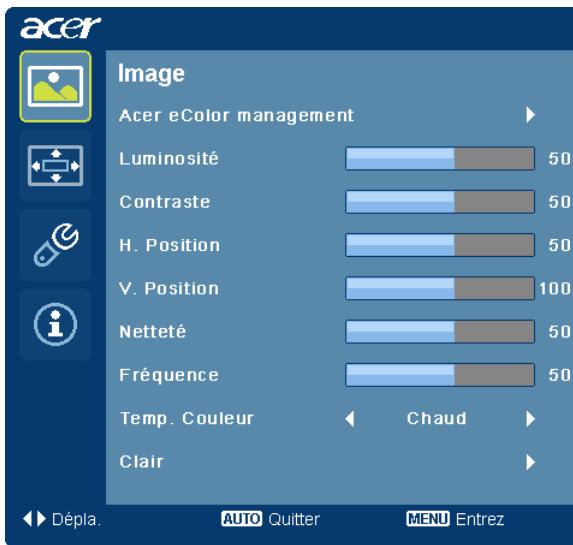 acer
Image
Acer eColor management
Luminosité 50
Contraste 50
H. Position 50
V. Position 100
Netteté 50
Fréquence 50
Temp. Couleur Chaud
Clair
Dépla. AUTO Quitter MENU Entrez